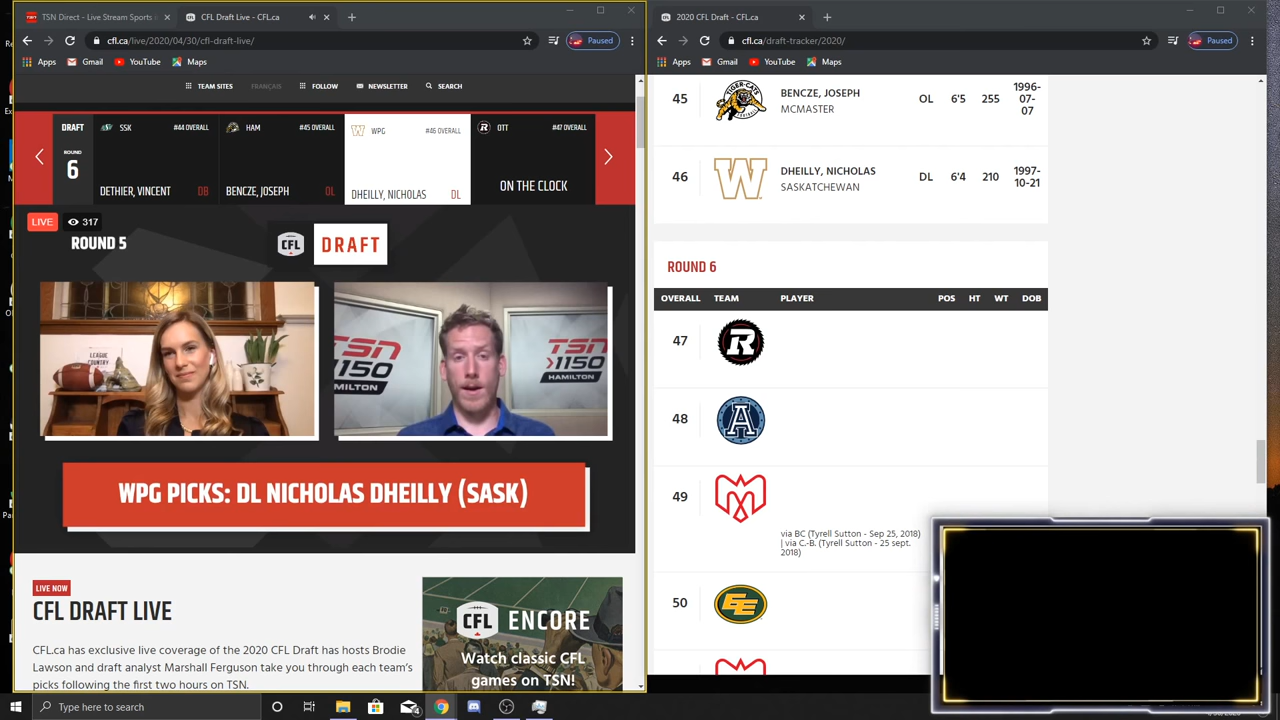 TSN Direct - Live Stream Sports
CFL Draft Live - CFL.ca
cfl.ca/live/2020/04/30/cfl-draft-live/
Paused
Apps
Gmail
YouTube
Maps
TEAM SITES
FRANÇAIS
FOLLOW
NEWSLETTER
SEARCH
DRAFT
ROUND
6
SSK
#44 OVERALL
DETHIER, VINCENT
DB
HAM
#45 OVERALL
BENCZE, JOSEPH
OL
WPG
#46 OVERALL
DHEILLY, NICHOLAS
DL
OTT
#47 OVERALL
ON THE CLOCK
LIVE
317
ROUND 5
CFL
DRAFT
LEAGUE
COUNTRY
TSN
1150
HAMILTON
TSN
1150
HAMILTON
WPG PICKS: DL NICHOLAS DHEILLY (SASK)
LIVE NOW
CFL DRAFT LIVE
CFL.ca has exclusive live coverage of the 2020 CFL Draft has hosts Brodie
Lawson and draft analyst Marshall Ferguson take you through each team's
picks following the first two hours on TSN.
CFL ENCORE
Watch classic CFL
games on TSN!
2020 CFL Draft - CFL.ca
cfl.ca/draft-tracker/2020/
Paused
Apps
Gmail
YouTube
Maps
45
BENCZE, JOSEPH
MCMASTER
OL
6'5
255
1996-
07-
07
46
W
DHEILLY, NICHOLAS
SASKATCHEWAN
DL
6'4
210
1997-
10-21
ROUND 6
OVERALL TEAM PLAYER POS HT WT DOB
47
R
48
A
49
via BC (Tyrell Sutton - Sep 25, 2018)
| via C.-B. (Tyrell Sutton - 25 sept.
2018)
50
EE
Type here to search
4